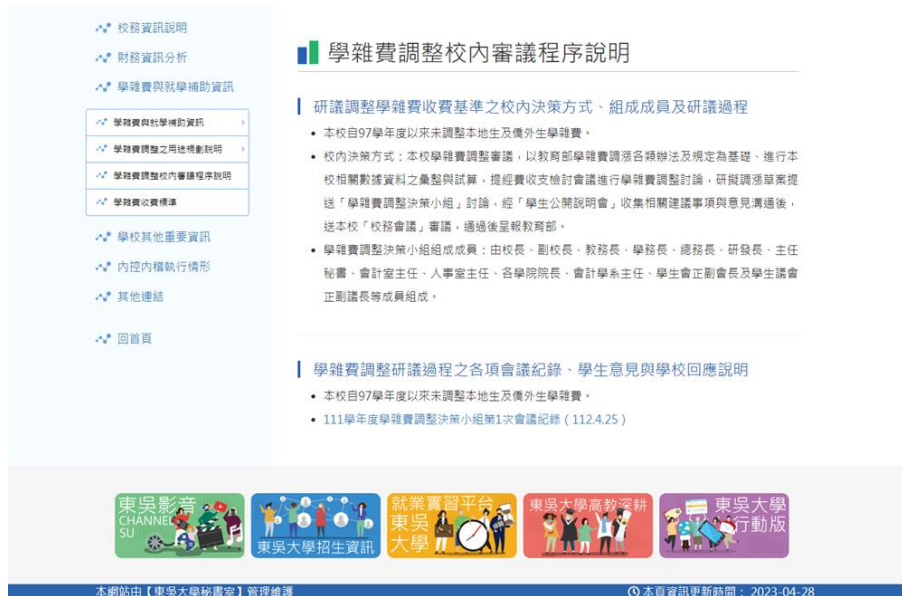 校務資訊說明
財務資訊分析
學雜費與就學補助資訊
學雜費與就學補助資訊
學雜費調整之用途規劃說明
學雜費調整校內審議程序說明
學雜費收費標準
學校其他重要資訊
內控內稽執行情形
其他連結
回首頁
學雜費調整校內審議程序說明
研議調整學雜費收費基準之校內決策方式、組成成員及研議過程
本校自97學年度以來未調整本地生及僑外生學雜費。
校內決策方式：本校學雜費調整審議，以教育部學雜費調漲各類辦法及規定為基礎、進行本
校相關數據資料之彙整與試算，提經費收支檢討會議進行學雜費調整討論，研擬調漲草案提
送「學雜費調整決策小組」討論，經「學生公開說明會」收集相關建議事項與意見溝通後，
送本校「校務會議」審議，通過後呈報教育部。
學雜費調整決策小組組成成員：由校長、副校長、教務長、學務長、總務長、研發長、主任
秘書、會計室主任、人事室主任、各學院院長、會計學系主任、學生會正副會長及學生議會
正副議長等成員組成。
學雜費調整研議過程之各項會議紀錄、學生意見與學校回應說明
本校自97學年度以來未調整本地生及僑外生學雜費。
111學年度學雜費調整決策小組第1次會議紀錄（112.4.25）
東吳影音
CHANNEL
SU
東吳大學招生資訊
就業實習平台
東吳
大學
東吳大學高教深耕
東吳大學
行動版
本網站由【東吳大學秘書室】管理維護
本頁資訊更新時間： 2023-04-28